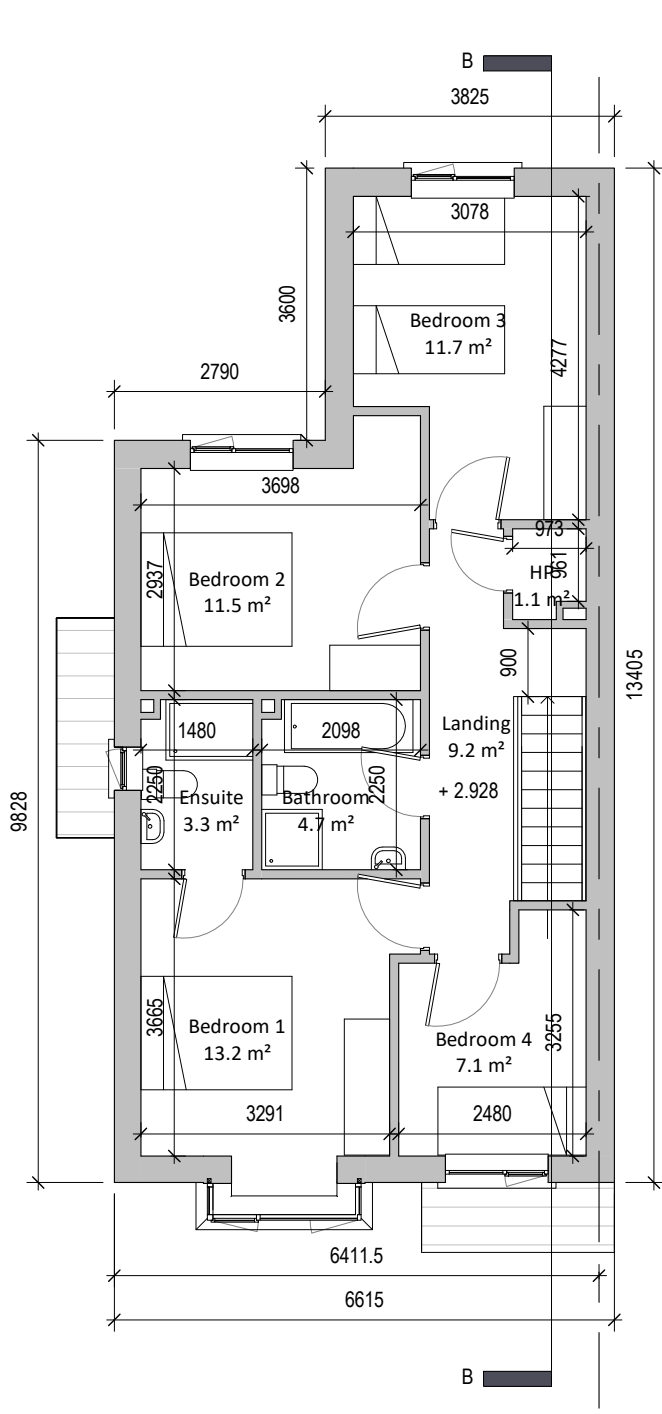 B
3825
3078
Bedroom 3
11.7 m²
4277
3600
2790
3698
973
HP
1.1 m²
961
Bedroom 2
11.5 m²
2937
900
13405
Landing
9.2 m²
+ 2.928
1480
2098
2250
Ensuite
3.3 m²
Bathroom
4.7 m²
2250
9828
Bedroom 1
13.2 m²
3665
Bedroom 4
7.1 m²
3255
3291
2480
6411.5
6615
B